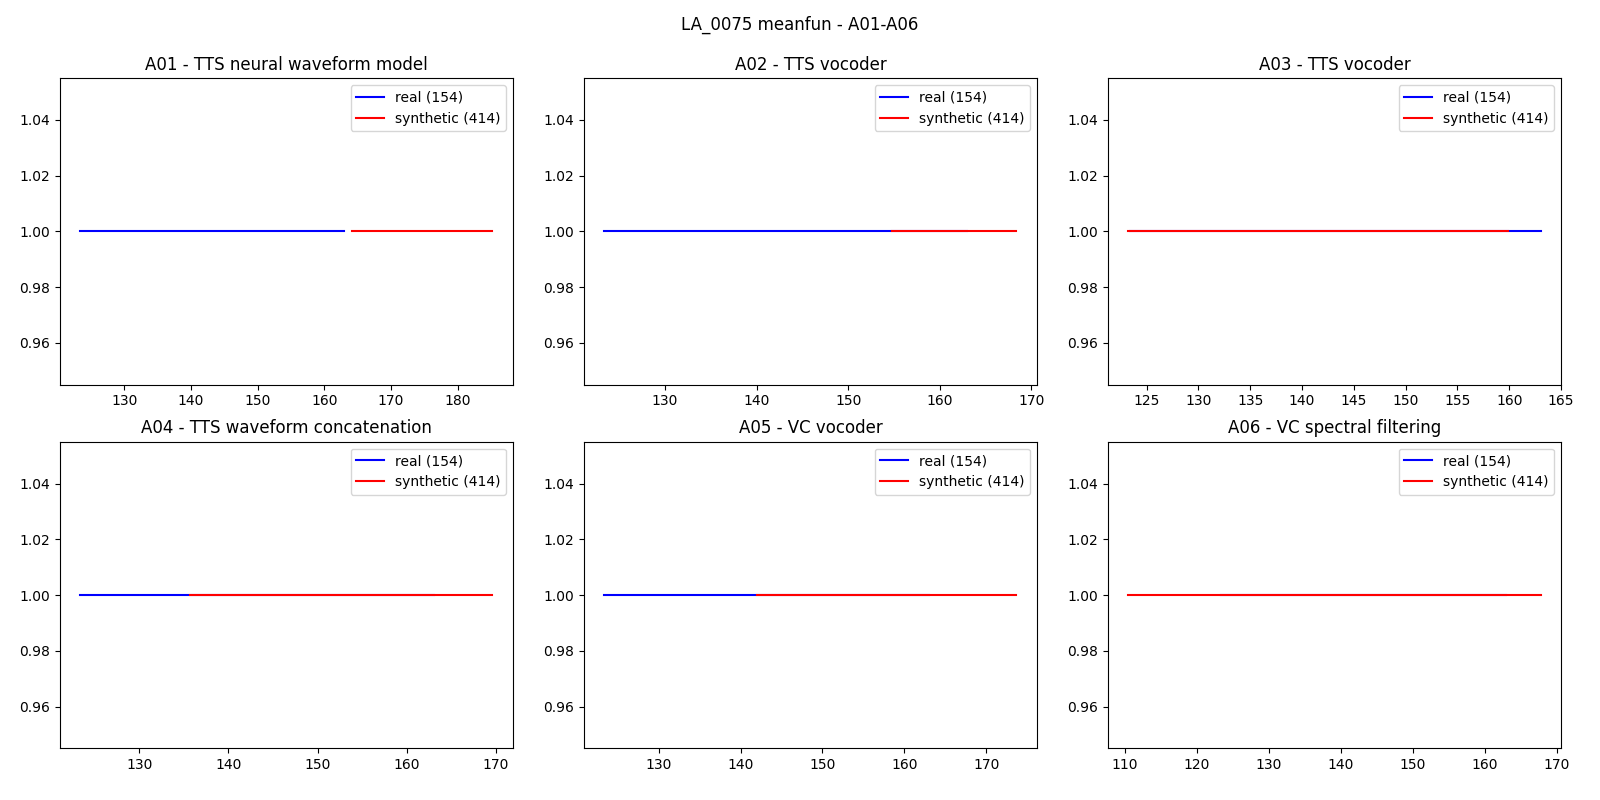 LA_0075 meanfun - A01-A06
A01 - TTS neural waveform model
real (154)
synthetic (414)
1.04
1.02
1.00
0.98
0.96
130 140 150 160 170 180
A02 - TTS vocoder
real (154)
synthetic (414)
1.04
1.02
1.00
0.98
0.96
130 140 150 160 170
A03 - TTS vocoder
real (154)
synthetic (414)
1.04
1.02
1.00
0.98
0.96
125 130 135 140 145 150 155 160 165
A04 - TTS waveform concatenation
real (154)
synthetic (414)
1.04
1.02
1.00
0.98
0.96
130 140 150 160 170
A05 - VC vocoder
real (154)
synthetic (414)
1.04
1.02
1.00
0.98
0.96
130 140 150 160 170
A06 - VC spectral filtering
real (154)
synthetic (414)
1.04
1.02
1.00
0.98
0.96
110 120 130 140 150 160 170